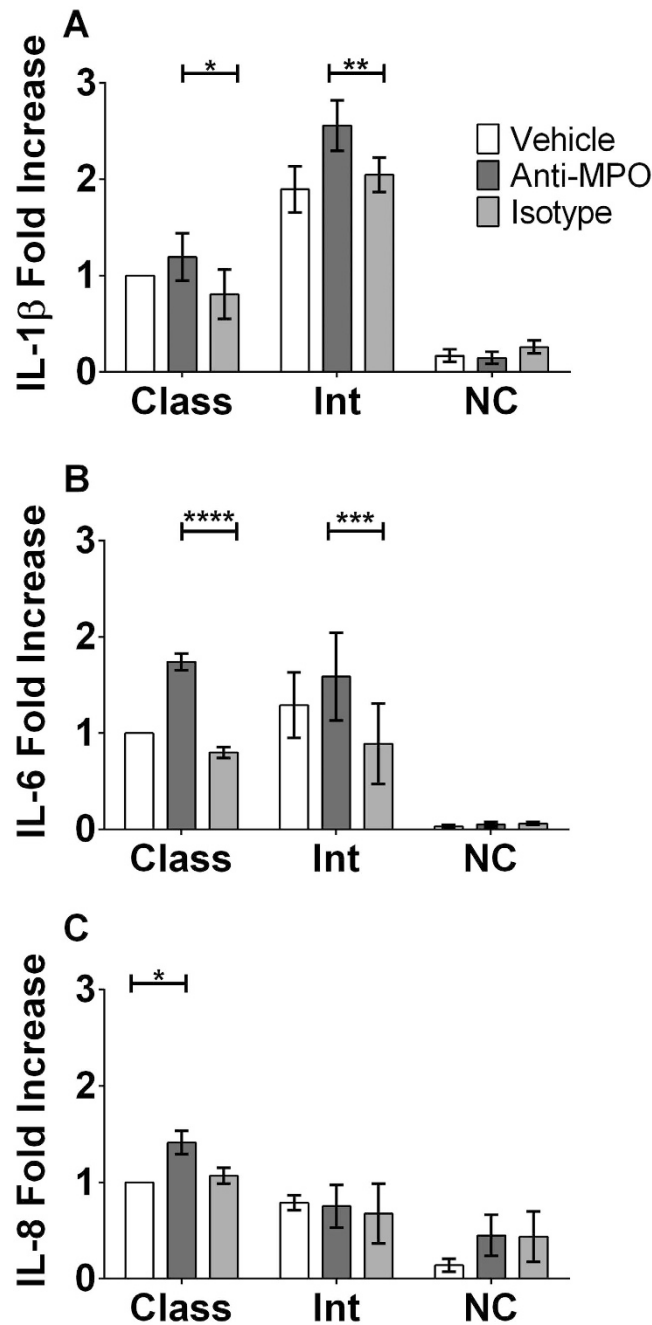 A
IL-1β Fold Increase
3
2
1
0
* **
Vehicle
Anti-MPO
Isotype
Class Int NC
B
IL-6 Fold Increase
3
2
1
0
**** ***
Class Int NC
C
IL-8 Fold Increase
3
2
1
0
*
Class Int NC